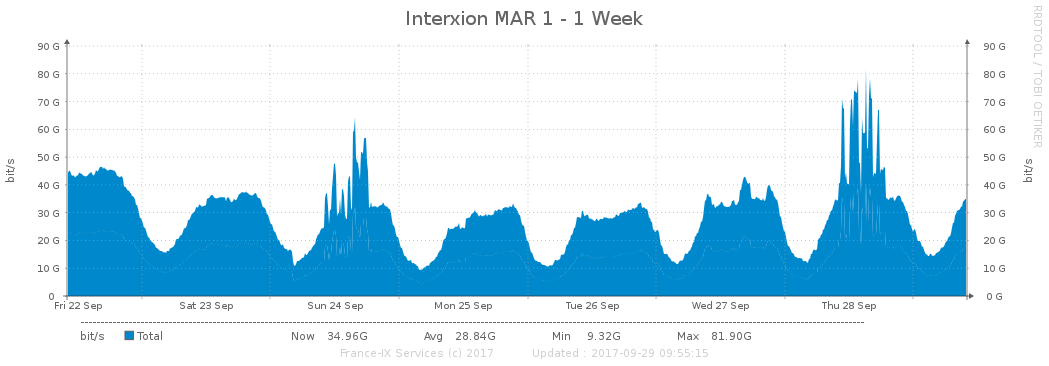 Interxion MAR 1 - 1 Week
RRDTOOL / TOBI OETIKER
bit/s
bit/s
90 G 90 G
80 G 80 G
70 G 70 G
60 G 60 G
50 G 50 G
40 G 40 G
30 G 30 G
20 G 20 G
10 G 10 G
0 0 G
Fri 22 Sep Sat 23 Sep Sun 24 Sep Mon 25 Sep Tue 26 Sep Wed 27 Sep Thu 28 Sep
bit/s Total Now 34.96G Avg 28.84G Min 9.32G Max 81.90G
France-IX Services (c) 2017 Updated : 2017-09-29 09:55:15